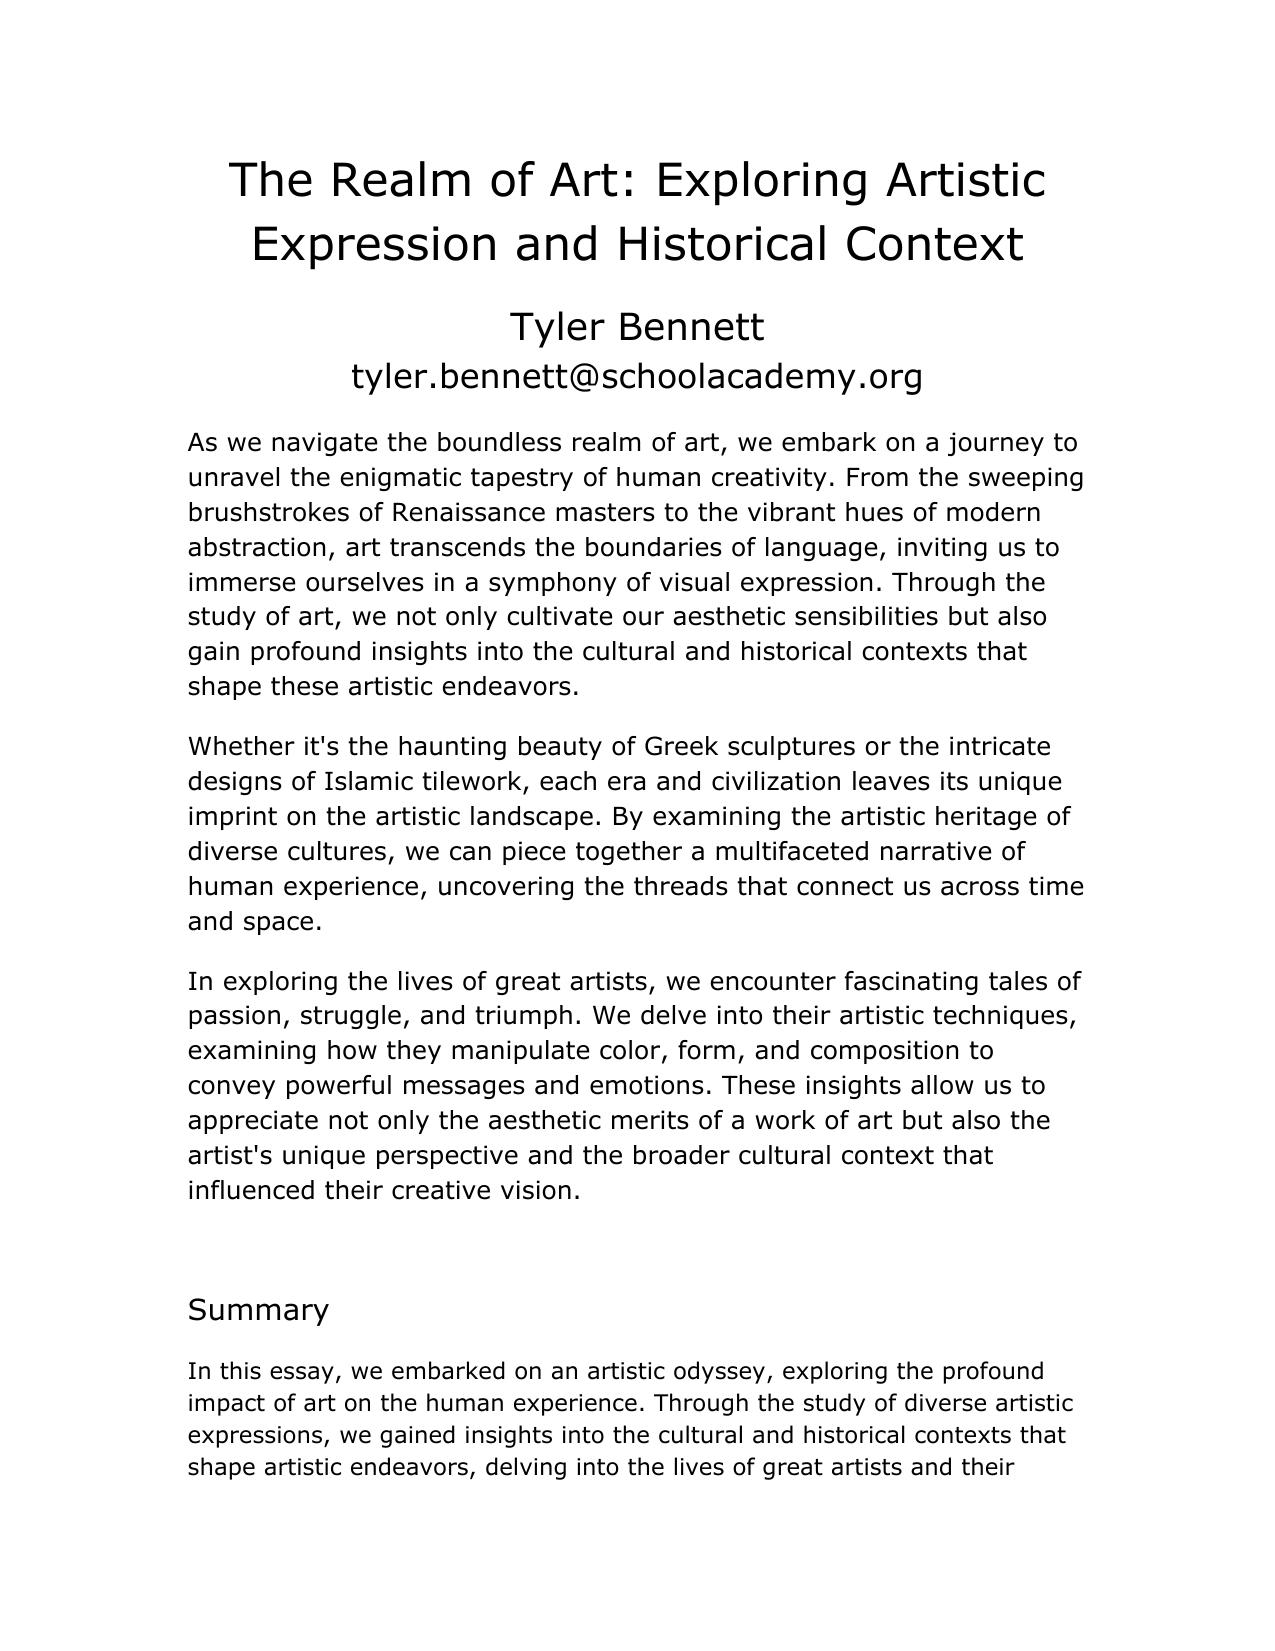 The Realm of Art: Exploring Artistic
Expression and Historical Context
Tyler Bennett
tyler.bennett@schoolacademy.org
As we navigate the boundless realm of art, we embark on a journey to
unravel the enigmatic tapestry of human creativity. From the sweeping
brushstrokes of Renaissance masters to the vibrant hues of modern
abstraction, art transcends the boundaries of language, inviting us to
immerse ourselves in a symphony of visual expression. Through the
study of art, we not only cultivate our aesthetic sensibilities but also
gain profound insights into the cultural and historical contexts that
shape these artistic endeavors.
Whether it's the haunting beauty of Greek sculptures or the intricate
designs of Islamic tilework, each era and civilization leaves its unique
imprint on the artistic landscape. By examining the artistic heritage of
diverse cultures, we can piece together a multifaceted narrative of
human experience, uncovering the threads that connect us across time
and space.
In exploring the lives of great artists, we encounter fascinating tales of
passion, struggle, and triumph. We delve into their artistic techniques,
examining how they manipulate color, form, and composition to
convey powerful messages and emotions. These insights allow us to
appreciate not only the aesthetic merits of a work of art but also the
artist's unique perspective and the broader cultural context that
influenced their creative vision.
Summary
In this essay, we embarked on an artistic odyssey, exploring the profound
impact of art on the human experience. Through the study of diverse artistic
expressions, we gained insights into the cultural and historical contexts that
shape artistic endeavors, delving into the lives of great artists and their